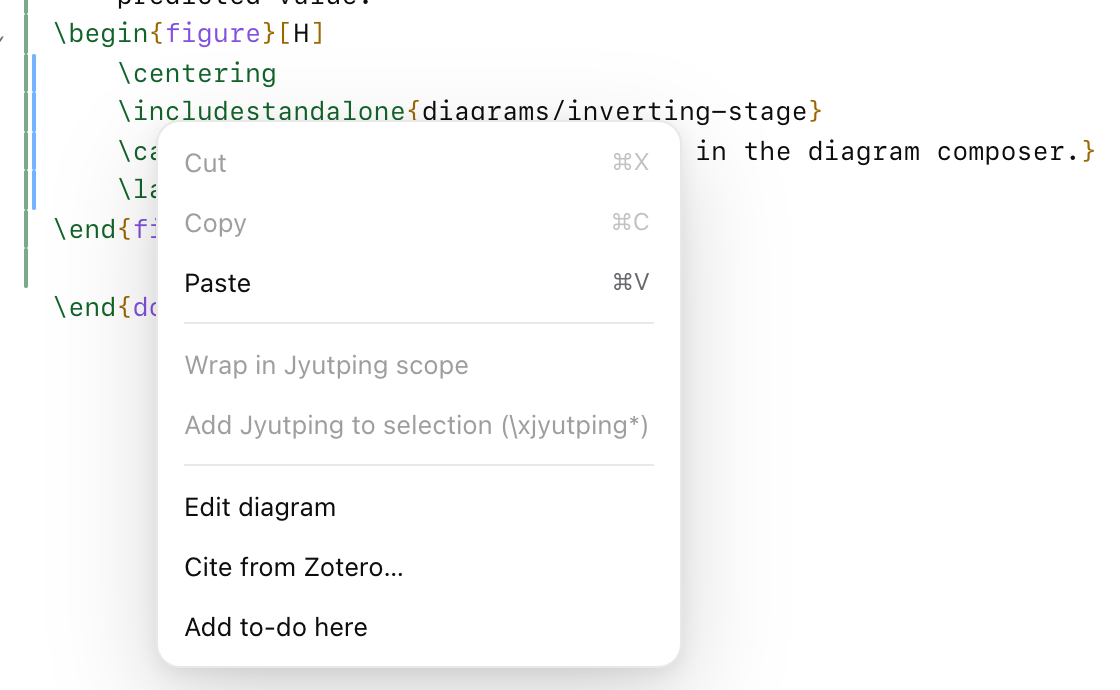 predicted value.
\begin{figure}[H]
\centering
\includestandalone{diagrams/inverting-stage}
\ca in the diagram composer.}
\la
\end{fi
\end{do
Cut ⌘X
Copy ⌘C
Paste ⌘V
Wrap in Jyutping scope
Add Jyutping to selection (\xjyutping*)
Edit diagram
Cite from Zotero...
Add to-do here